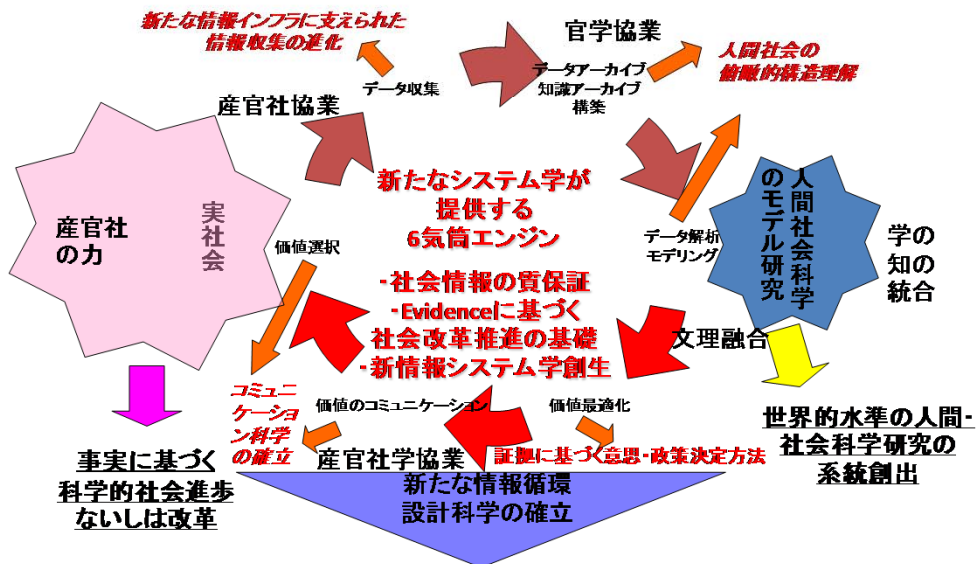 新たな情報インフラに支えられた
情報収集の進化
官学協業
人間社会の
俯瞰的構造理解
データ収集
データアーカイブ
知識アーカイブ
構築
産官社協業
新たなシステム学が
提供する
6気筒エンジン
産官社
の力
実社会
価値選択
データ解析
モデリング
人間社会科学
のモデル研究
学の
知の
統合
・社会情報の質保証
・Evidenceに基づく
社会改革推進の基礎
・新情報システム学創生
文理融合
コミュニ
ケーショ
ン科学
の確立
価値のコミュニケーション
価値最適化
産官社学協業
証拠に基づく意思・政策決定方法
新たな情報循環
設計科学の確立
事実に基づく
科学的社会進歩
ないしは改革
世界的水準の人間・
社会科学研究の
系統創出